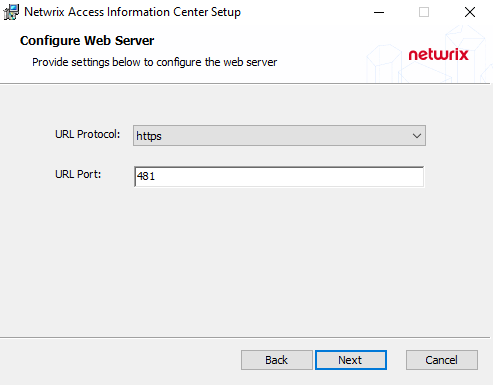 Netwrix Access Information Center Setup
Configure Web Server
Provide settings below to configure the web server
netwrix
URL Protocol: https
URL Port: 481
Back Next Cancel